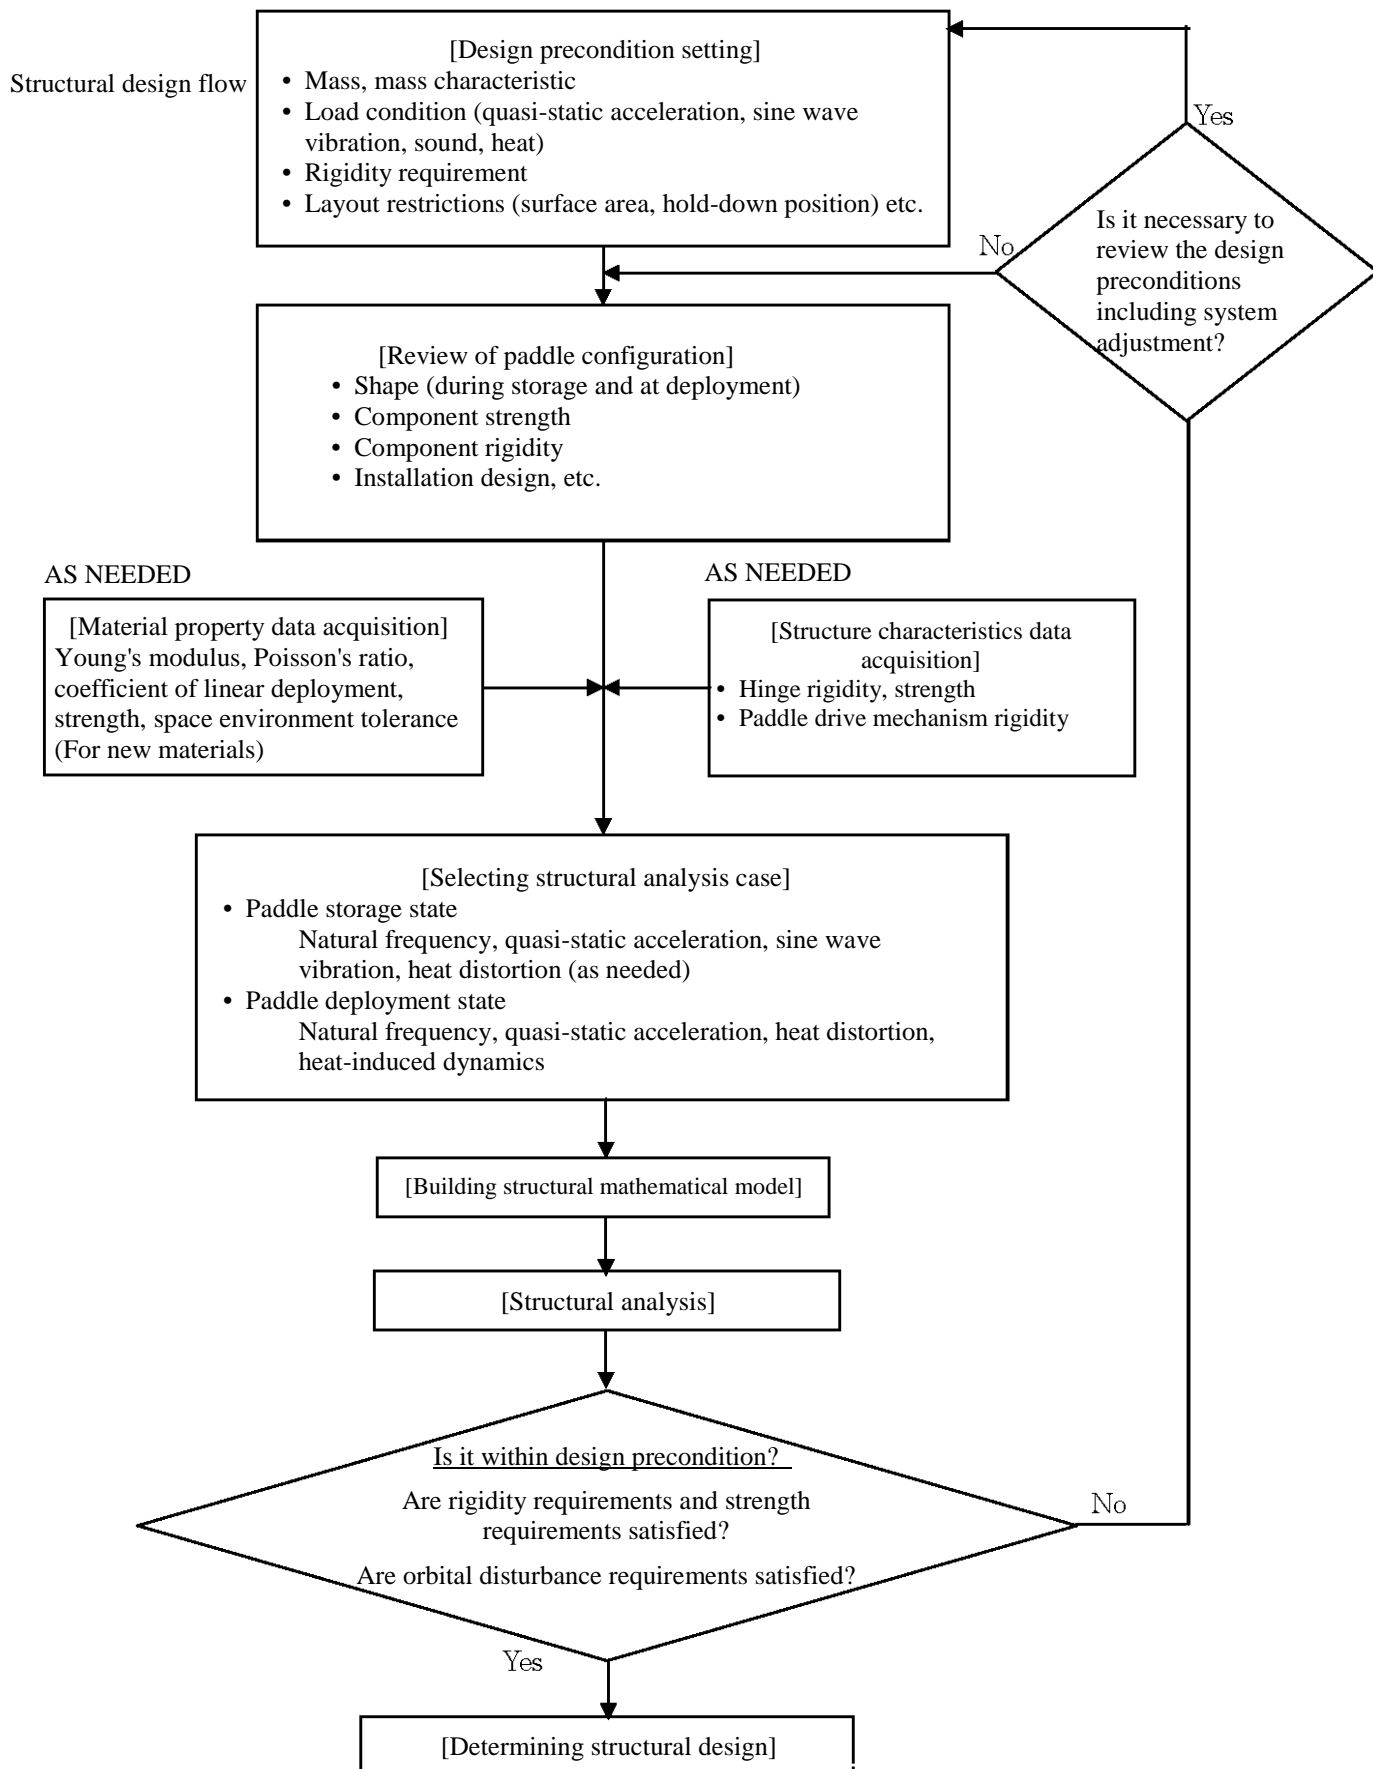 Structural design flow
[Design precondition setting]
• Mass, mass characteristic
• Load condition (quasi-static acceleration, sine wave
vibration, sound, heat)
• Rigidity requirement
• Layout restrictions (surface area, hold-down position) etc.
Yes
Is it necessary to
review the design
preconditions
including system
adjustment?
No
[Review of paddle configuration]
• Shape (during storage and at deployment)
• Component strength
• Component rigidity
• Installation design, etc.
AS NEEDED
[Material property data acquisition]
Young's modulus, Poisson's ratio,
coefficient of linear deployment,
strength, space environment tolerance
(For new materials)
AS NEEDED
[Structure characteristics data
acquisition]
• Hinge rigidity, strength
• Paddle drive mechanism rigidity
[Selecting structural analysis case]
• Paddle storage state
Natural frequency, quasi-static acceleration, sine wave
vibration, heat distortion (as needed)
• Paddle deployment state
Natural frequency, quasi-static acceleration, heat distortion,
heat-induced dynamics
[Building structural mathematical model]
[Structural analysis]
Is it within design precondition?
Are rigidity requirements and strength
requirements satisfied?
Are orbital disturbance requirements satisfied?
No
Yes
[Determining structural design]